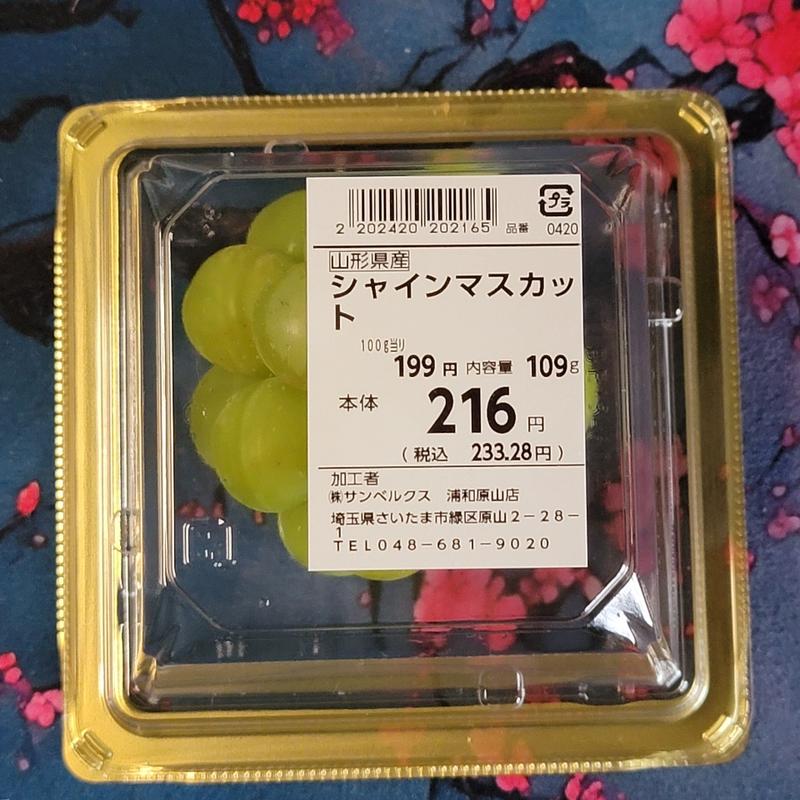 プラ
2 202420 202165 品番 0420
山形県産
シャインマスカッ
ト
100g当り
199円 内容量 109g
本体 216円
(税込 233.28円)
加工者
㈱サンベルクス 浦和原山店
埼玉県さいたま市緑区原山2-28-
1
TEL048-681-9020